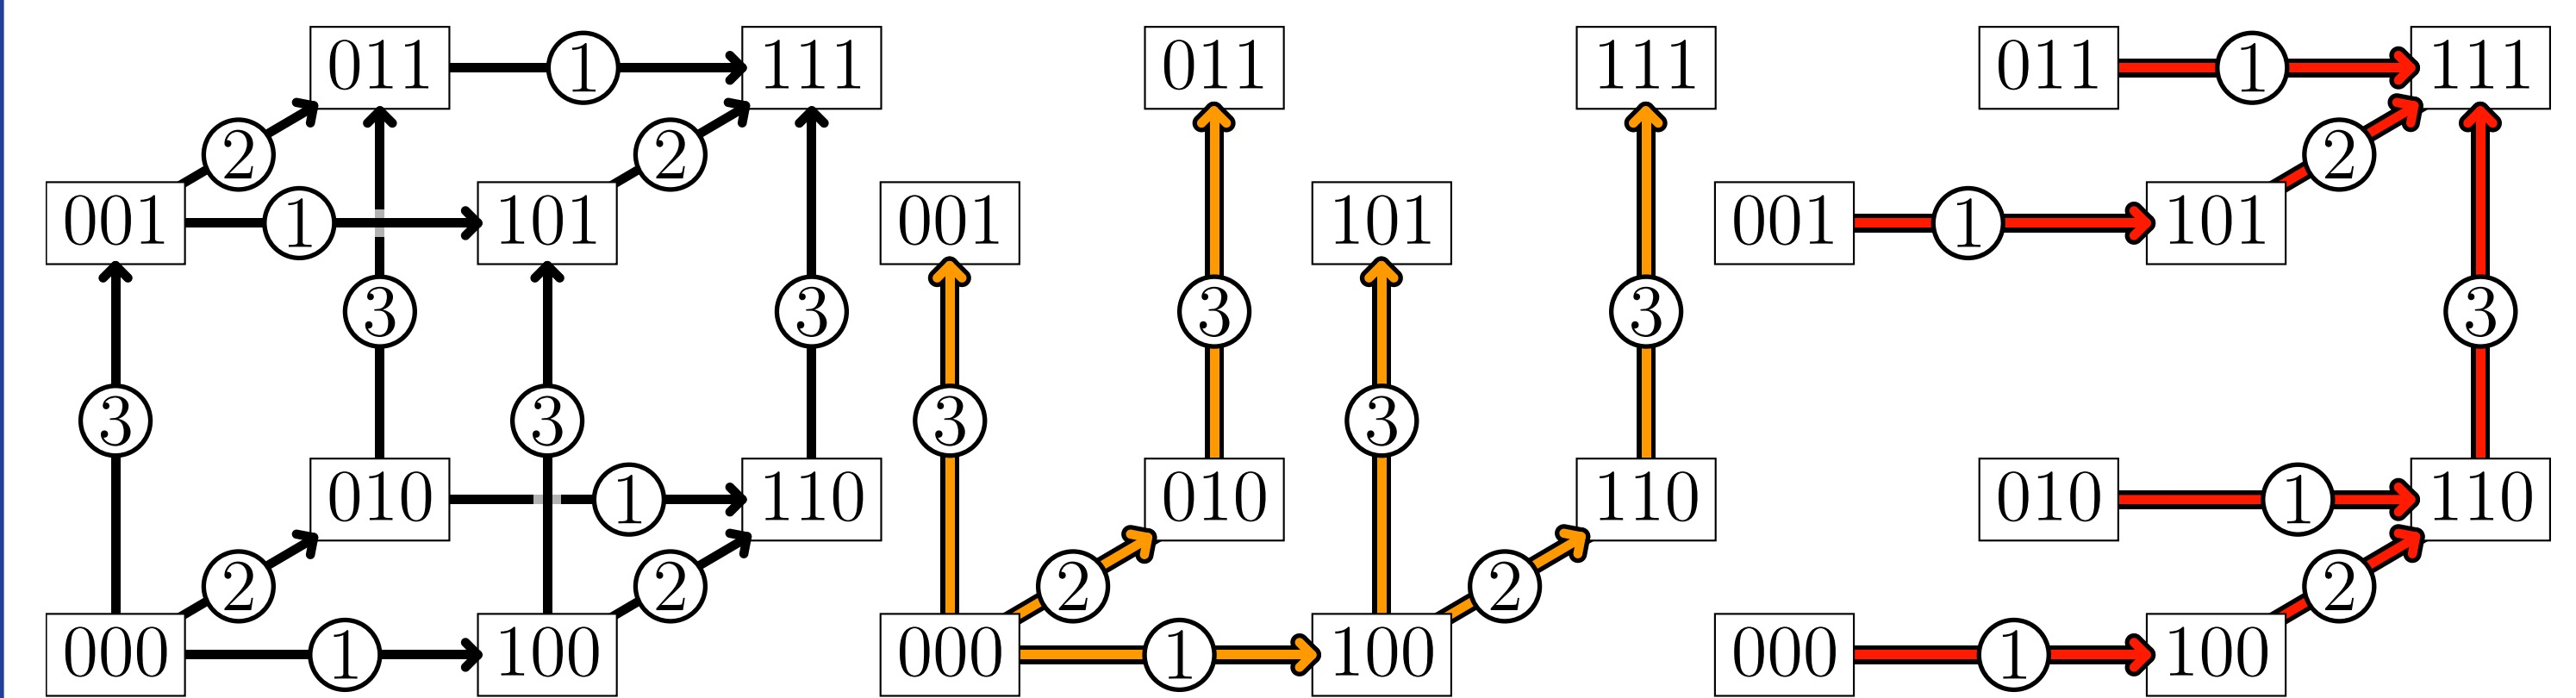 011 1 111 011 111 011 1 111
2 2 2
001 1 101 001 101 001 1 101
3 3 3 3 3
3 3 3 3
010 1 110 010 110 010 1 110
2 2 2 2 2
000 1 100 000 1 100 000 1 100